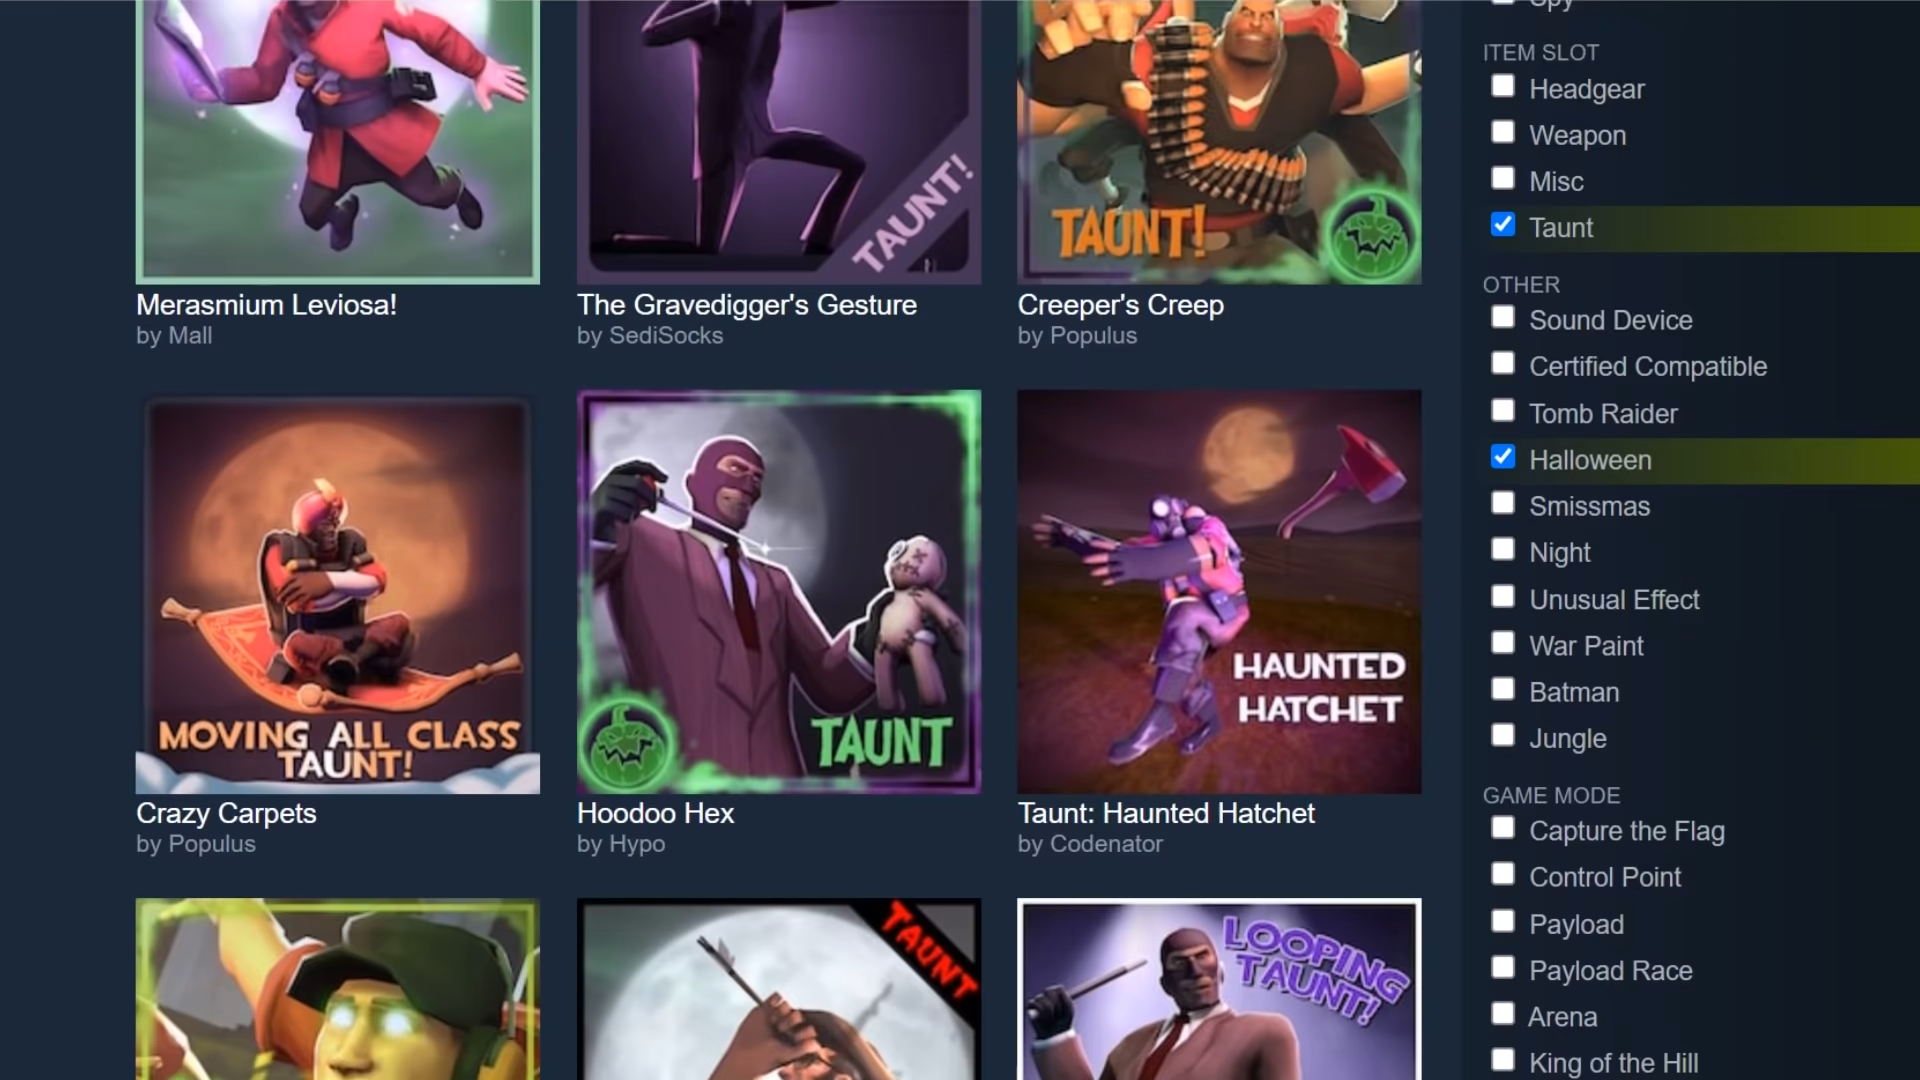 TAUNT!
TAUNT!
Merasmium Leviosa!
by Mall
The Gravedigger's Gesture
by SediSocks
Creeper's Creep
by Populus
MOVING ALL CLASS
TAUNT!
TAUNT
HAUNTED
HATCHET
Crazy Carpets
by Populus
Hoodoo Hex
by Hypo
Taunt: Haunted Hatchet
by Codenator
TAUNT
LOOPING
TAUNT!
Spy
ITEM SLOT
Headgear
Weapon
Misc
Taunt
OTHER
Sound Device
Certified Compatible
Tomb Raider
Halloween
Smissmas
Night
Unusual Effect
War Paint
Batman
Jungle
GAME MODE
Capture the Flag
Control Point
Payload
Payload Race
Arena
King of the Hill